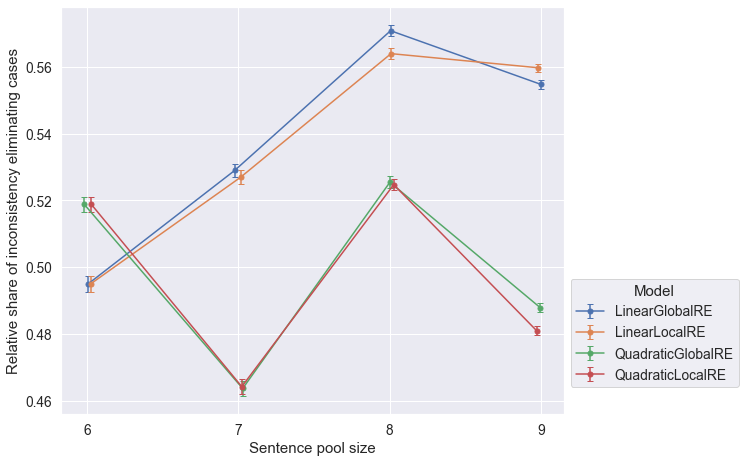 Relative share of inconsistency eliminating cases
0.56
0.54
0.52
0.50
0.48
0.46
6
7
8
9
Sentence pool size
Model
LinearGlobalRE
LinearLocalRE
QuadraticGlobalRE
QuadraticLocalRE